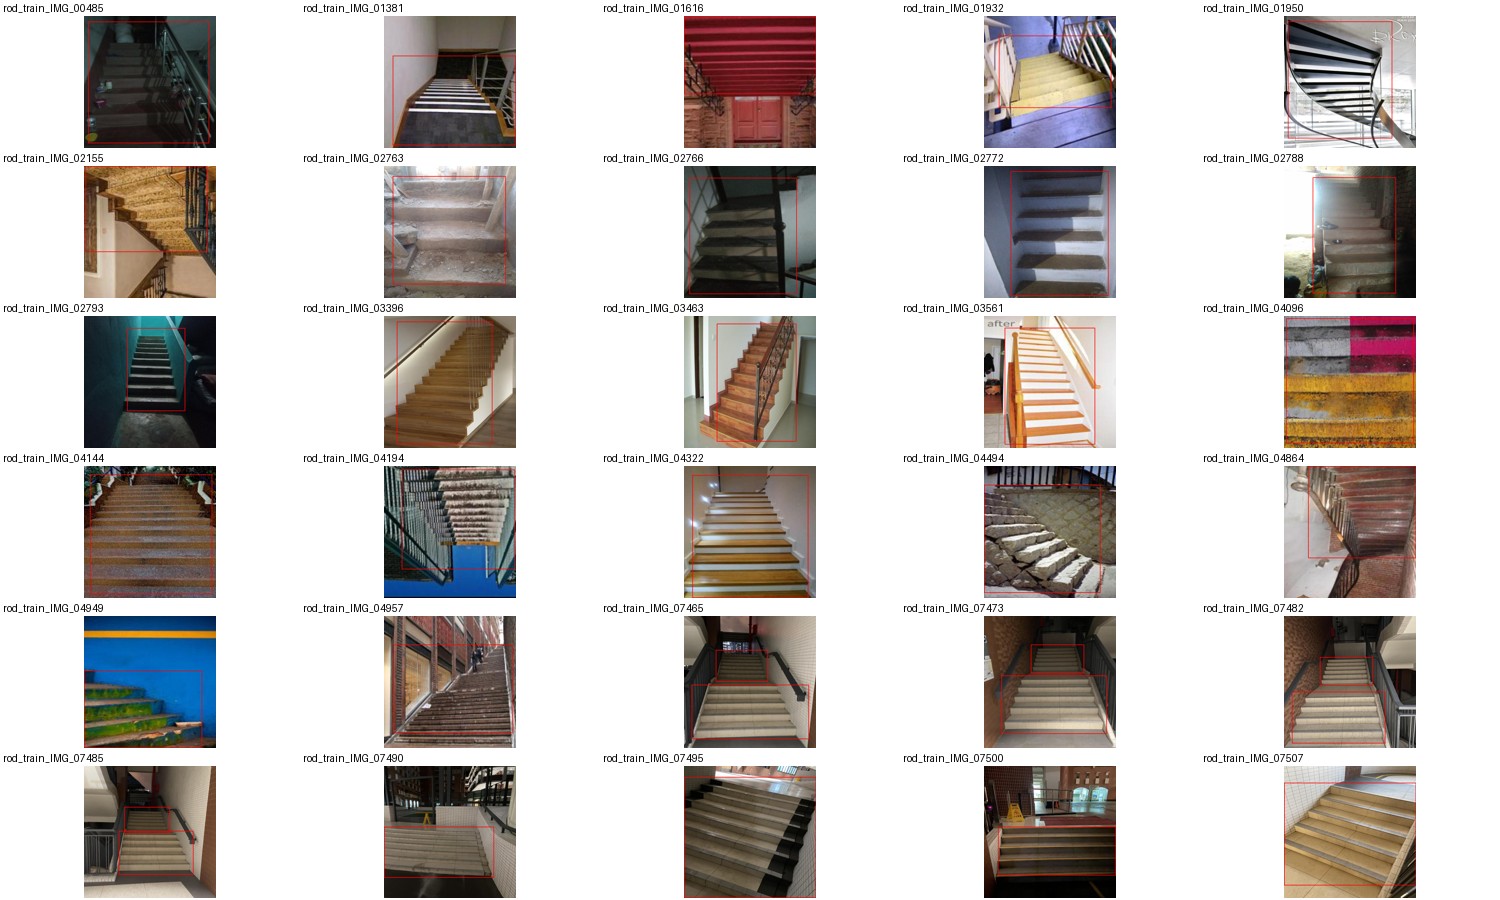 rod_train_IMG_00485
rod_train_IMG_01381
rod_train_IMG_01616
rod_train_IMG_01932
rod_train_IMG_01950
rod_train_IMG_02155
rod_train_IMG_02763
rod_train_IMG_02766
rod_train_IMG_02772
rod_train_IMG_02788
rod_train_IMG_02793
rod_train_IMG_03396
rod_train_IMG_03463
rod_train_IMG_03561
rod_train_IMG_04096
after
rod_train_IMG_04144
rod_train_IMG_04194
rod_train_IMG_04322
rod_train_IMG_04494
rod_train_IMG_04864
rod_train_IMG_04949
rod_train_IMG_04957
rod_train_IMG_07465
rod_train_IMG_07473
rod_train_IMG_07482
rod_train_IMG_07485
rod_train_IMG_07490
rod_train_IMG_07495
rod_train_IMG_07500
rod_train_IMG_07507